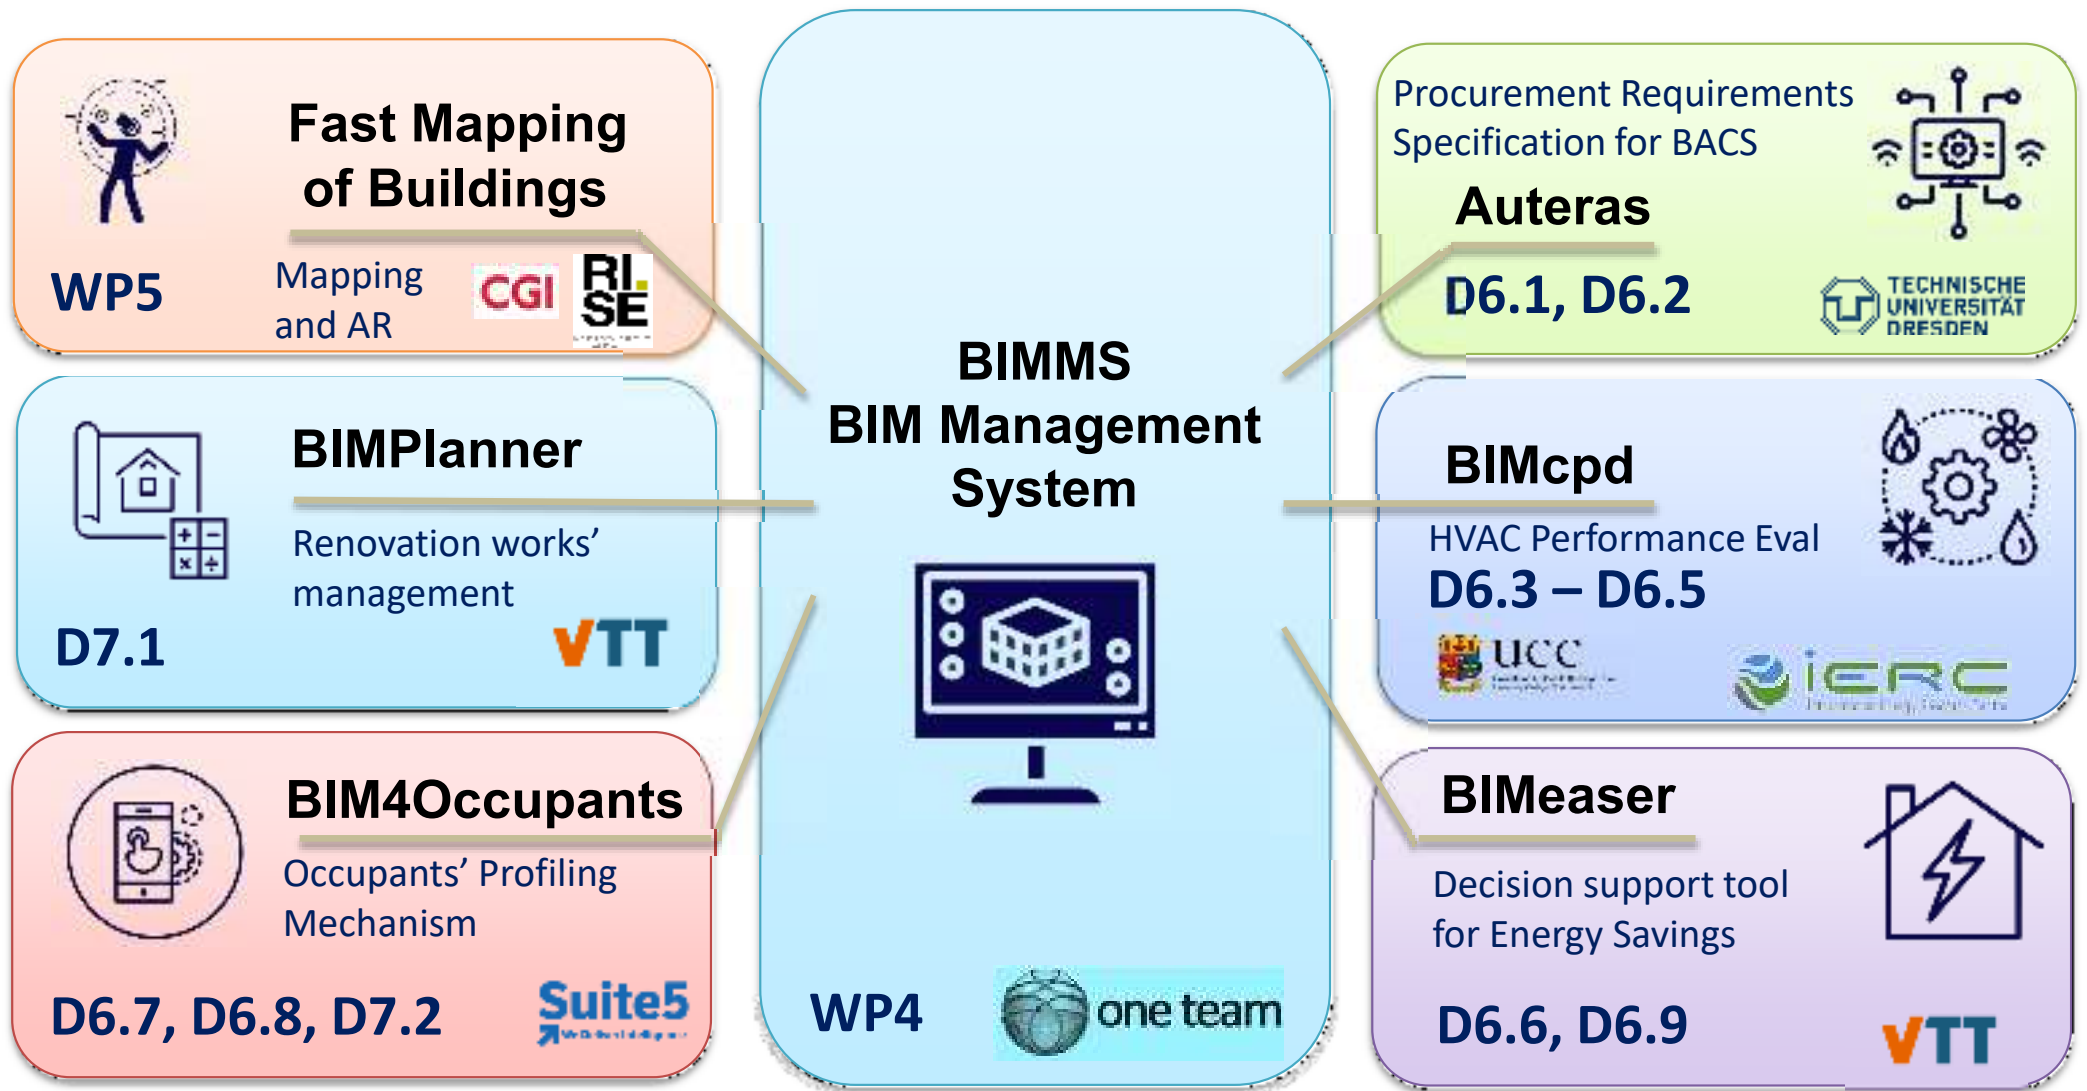 Fast Mapping
of Buildings
WP5
Mapping
and AR
CGI
RI.
SE
BIMPlanner
Renovation works'
management
D7.1
VTT
BIM4Occupants
Occupants' Profiling
Mechanism
D6.7, D6.8, D7.2
Suite5
We Deliver Intelligence
BIMMS
BIM Management
System
WP4
one team
Procurement Requirements
Specification for BACS
Auteras
D6.1, D6.2
TECHNISCHE
UNIVERSITÄT
DRESDEN
BIMcpd
HVAC Performance Eval
D6.3 – D6.5
UCC
iERC
BIMeaser
Decision support tool
for Energy Savings
D6.6, D6.9
VTT